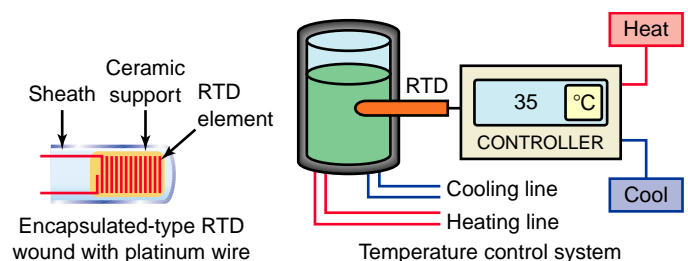 Sheath
Ceramic
support
RTD
element
Encapsulated-type RTD
wound with platinum wire
RTD
35
°C
CONTROLLER
Heat
Cool
Cooling line
Heating line
Temperature control system